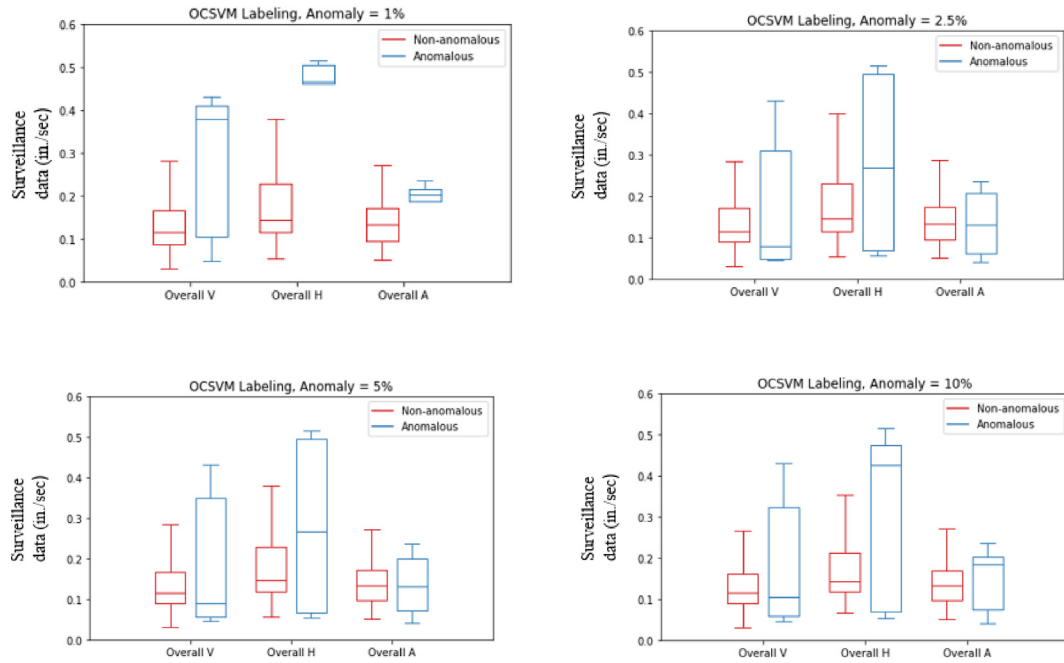 OCSVM Labeling, Anomaly = 1%
Non-anomalous
Anomalous
Surveillance
data (in./sec)
0.6
0.5
0.4
0.3
0.2
0.1
0.0
Overall V
Overall H
Overall A
OCSVM Labeling, Anomaly = 2.5%
Non-anomalous
Anomalous
Surveillance
data (in./sec)
0.6
0.5
0.4
0.3
0.2
0.1
0.0
Overall V
Overall H
Overall A
OCSVM Labeling, Anomaly = 5%
Non-anomalous
Anomalous
Surveillance
data (in./sec)
0.6
0.5
0.4
0.3
0.2
0.1
0.0
Overall V
Overall H
Overall A
OCSVM Labeling, Anomaly = 10%
Non-anomalous
Anomalous
Surveillance
data (in./sec)
0.6
0.5
0.4
0.3
0.2
0.1
0.0
Overall V
Overall H
Overall A